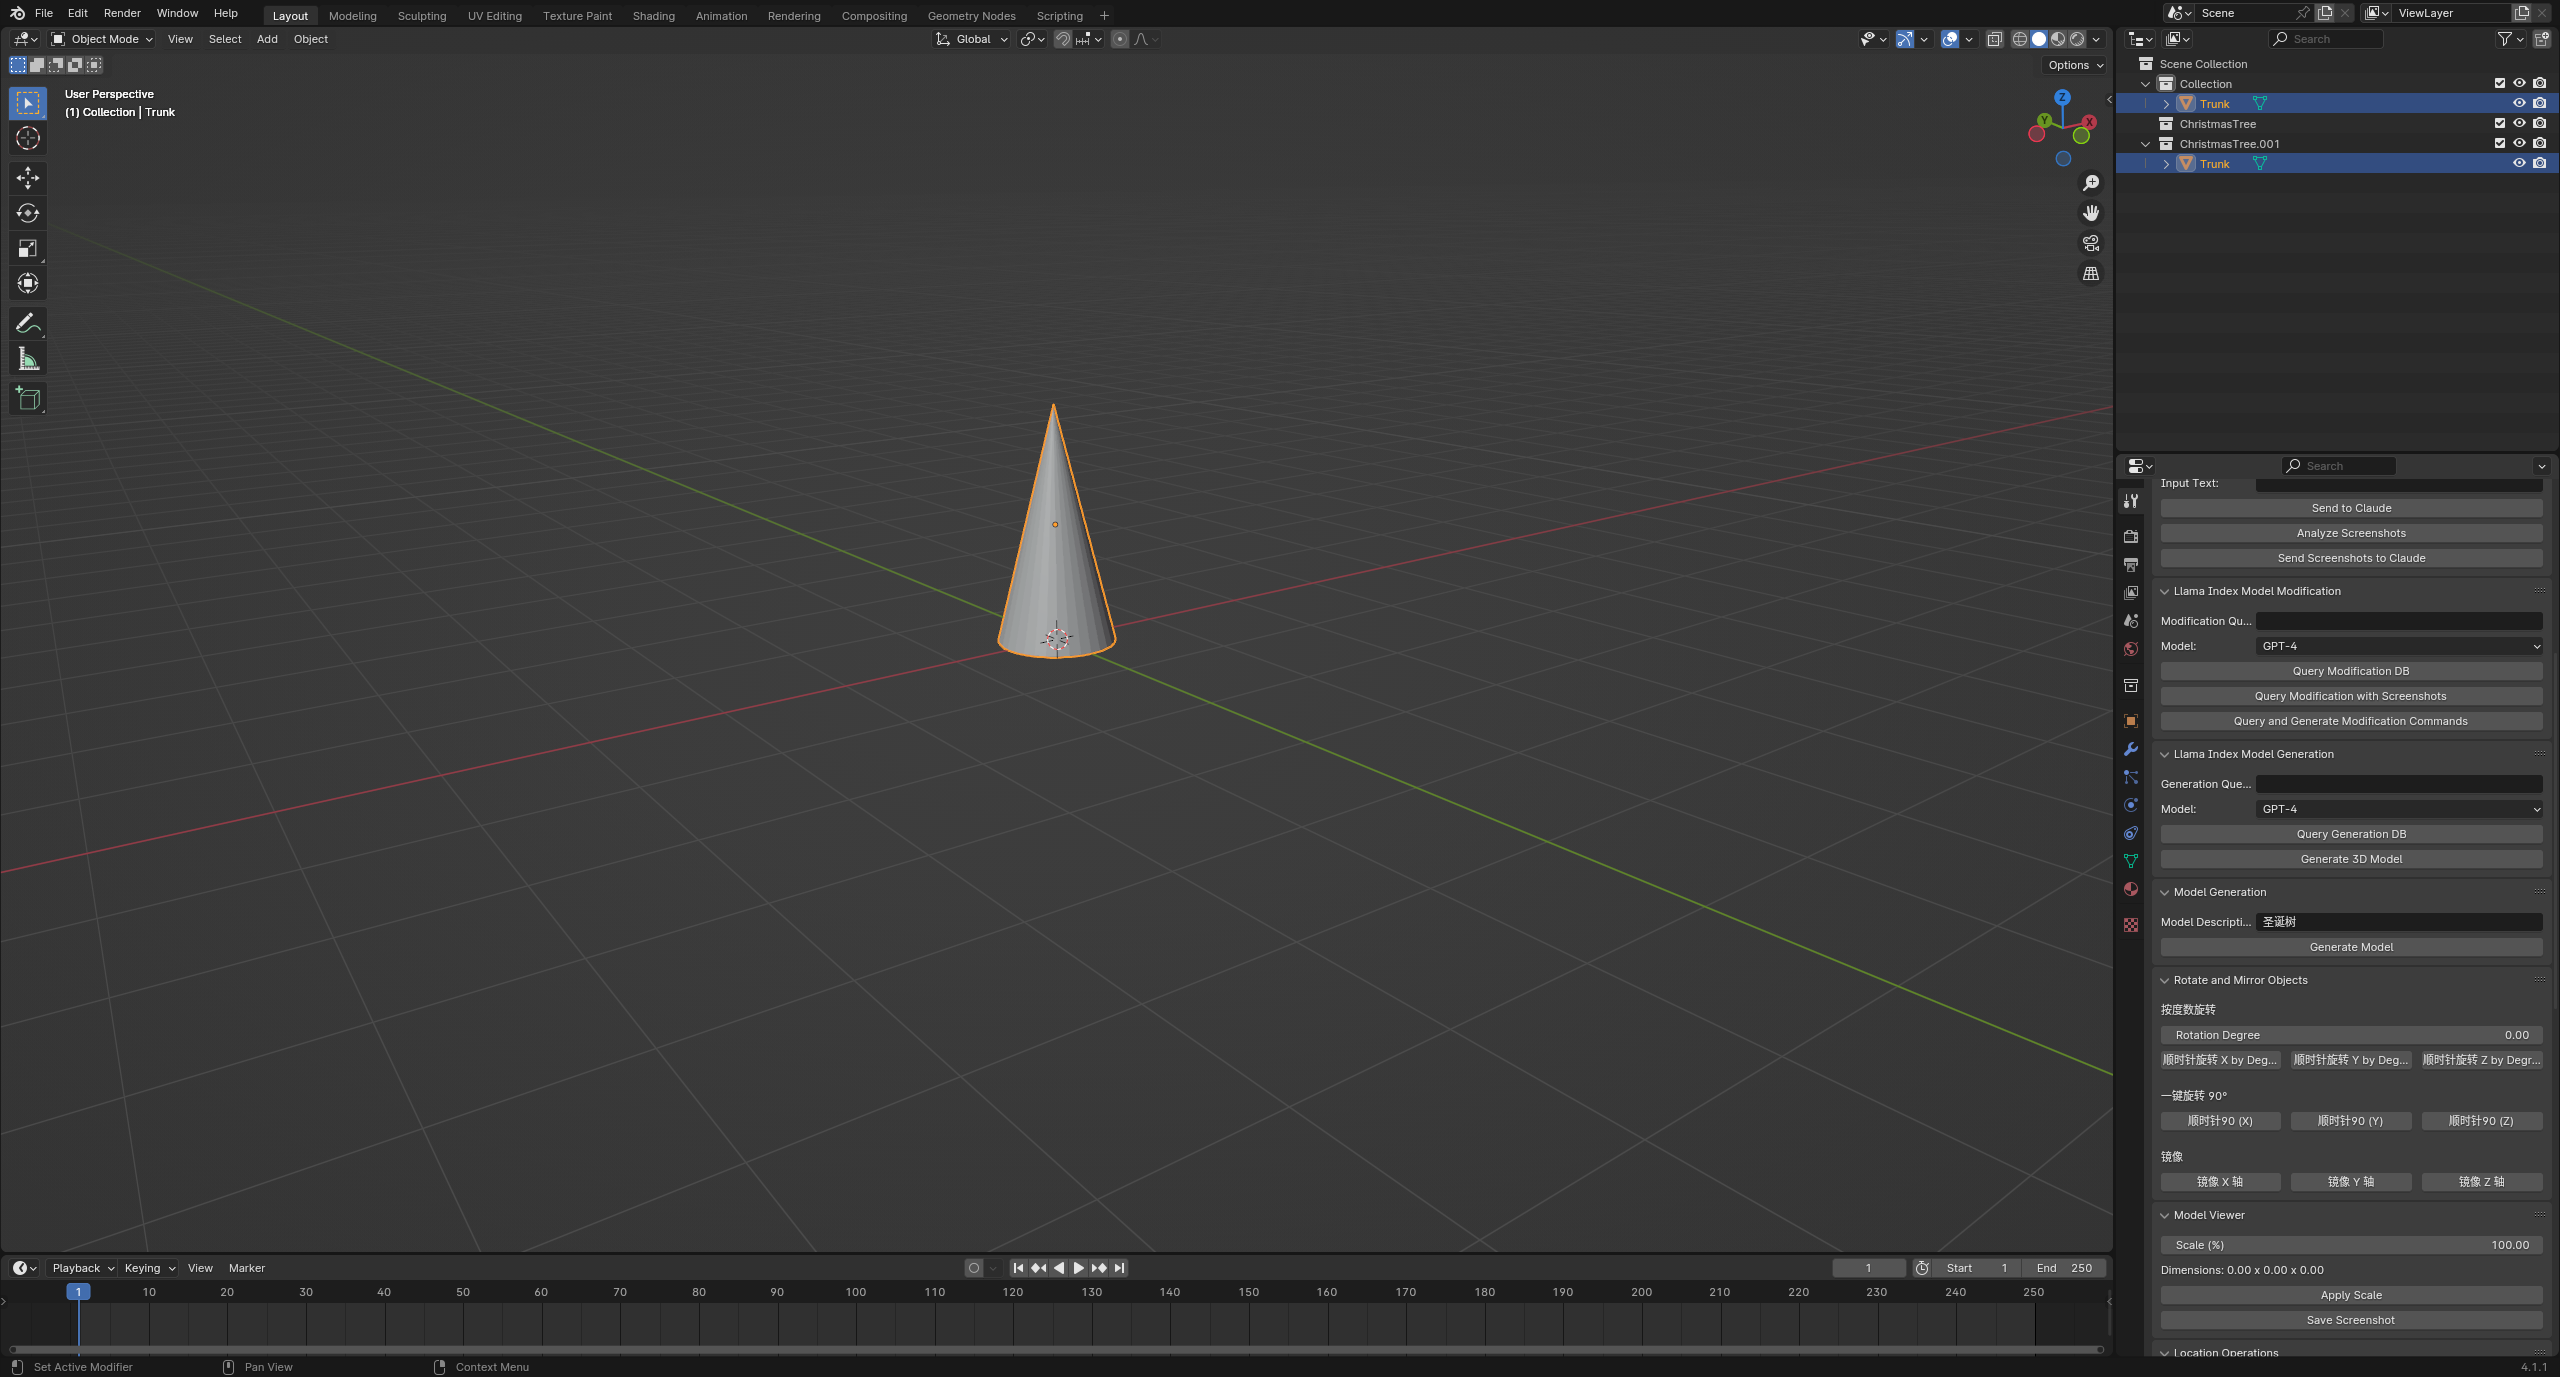 File Edit Render Window Help Layout Modeling Sculpting UV Editing Texture Paint Shading Animation Rendering Compositing Geometry Nodes Scripting + Scene ViewLayer
Object Mode View Select Add Object Global Search
Options
User Perspective
(1) Collection | Trunk
Z
Y
X
Scene Collection
Collection
Trunk
ChristmasTree
ChristmasTree.001
Trunk
Search
Input Text:
Send to Claude
Analyze Screenshots
Send Screenshots to Claude
Llama Index Model Modification
Modification Qu...
Model: GPT-4
Query Modification DB
Query Modification with Screenshots
Query and Generate Modification Commands
Llama Index Model Generation
Generation Que...
Model: GPT-4
Query Generation DB
Generate 3D Model
Model Generation
Model Descripti... 圣诞树
Generate Model
Rotate and Mirror Objects
按度数旋转
Rotation Degree 0.00
顺时针旋转 X by Deg... 顺时针旋转 Y by Deg... 顺时针旋转 Z by Degr...
一键旋转 90°
顺时针90 (X) 顺时针90 (Y) 顺时针90 (Z)
镜像
镜像 X 轴 镜像 Y 轴 镜像 Z 轴
Model Viewer
Scale (%) 100.00
Dimensions: 0.00 x 0.00 x 0.00
Apply Scale
Save Screenshot
Location Operations
Playback Keying View Marker 1 Start 1 End 250
1 10 20 30 40 50 60 70 80 90 100 110 120 130 140 150 160 170 180 190 200 210 220 230 240 250
Set Active Modifier Pan View Context Menu 4.1.1